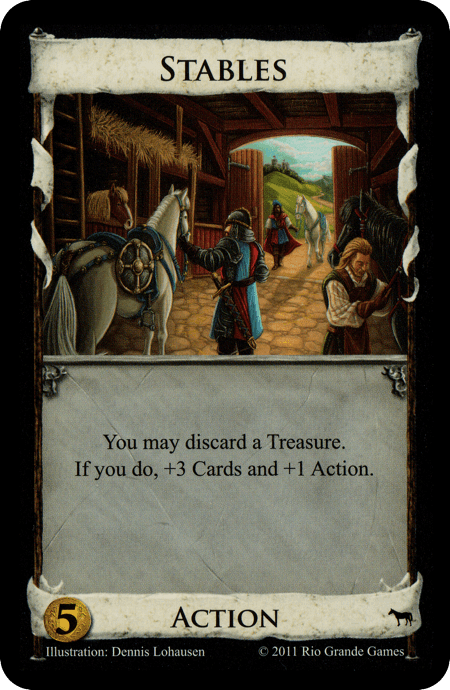 STABLES
You may discard a Treasure.
If you do, +3 Cards and +1 Action.
5
ACTION
Illustration: Dennis Lohausen © 2011 Rio Grande Games